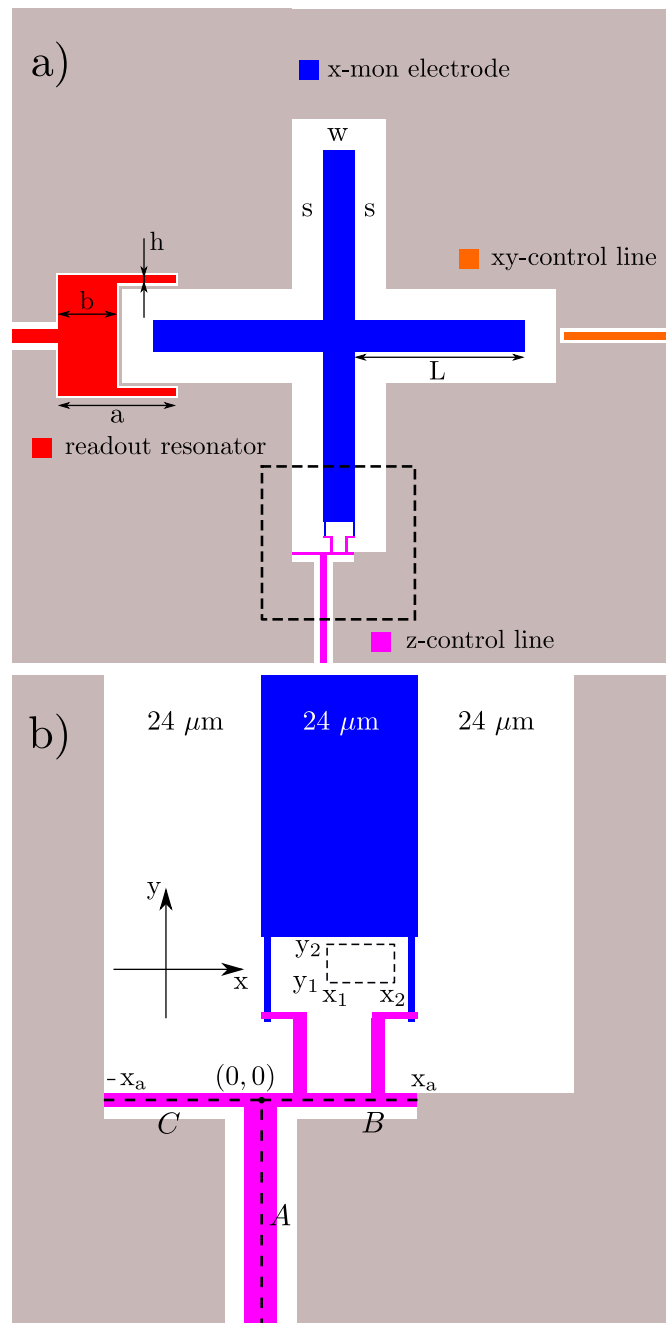 a)
x-mon electrode
w
s s
h
xy-control line
b
L
a
readout resonator
z-control line
b)
24 μm 24 μm 24 μm
y
x
y₂
y₁
x₁ x₂
-xₐ (0,0) xₐ
C B
A